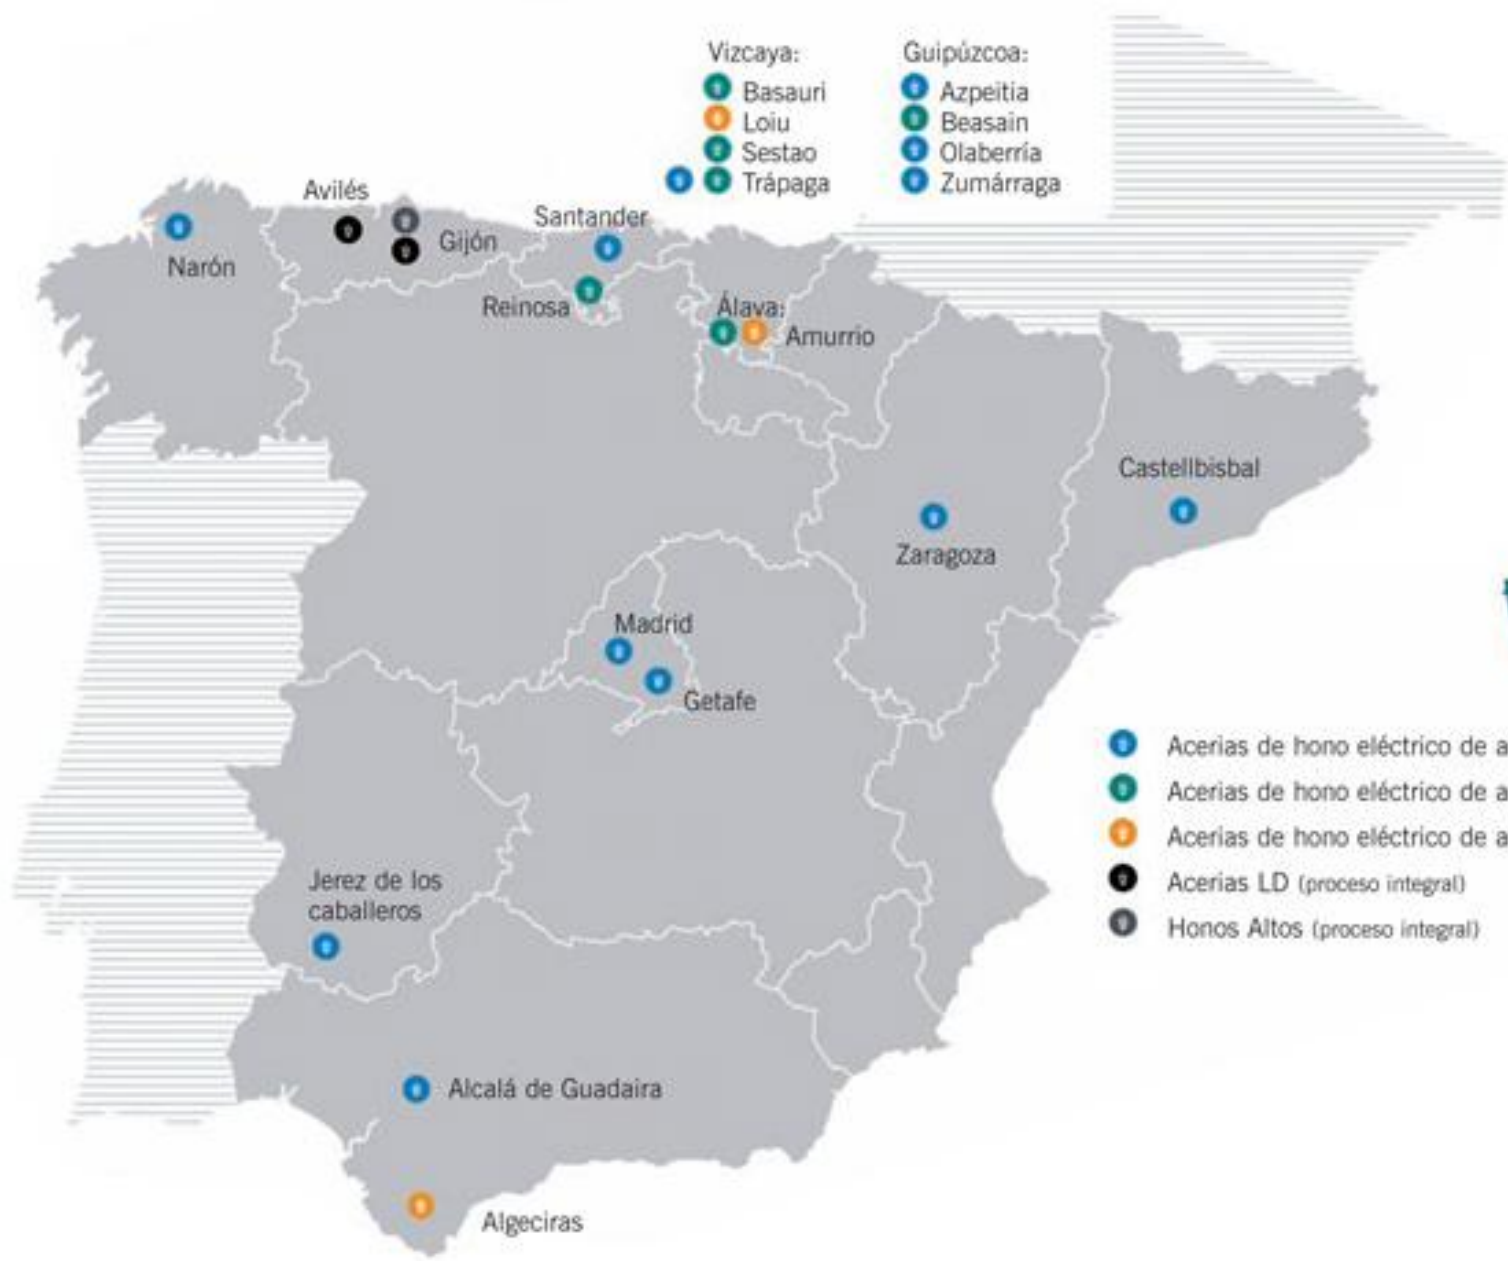 Vizcaya:
Basauri
Loiu
Sestao
Trápaga
Guipúzcoa:
Azpeitia
Beasain
Olaberría
Zumárraga
Avilés
Gijón
Santander
Narón
Reinosa
Álava:
Amurrio
Castellbisbal
Zaragoza
Madrid
Getafe
Jerez de los
caballeros
Alcalá de Guadaira
Algeciras
Acerias de hono eléctrico de a
Acerias de hono eléctrico de a
Acerias de hono eléctrico de a
Acerias LD (proceso integral)
Honos Altos (proceso integral)